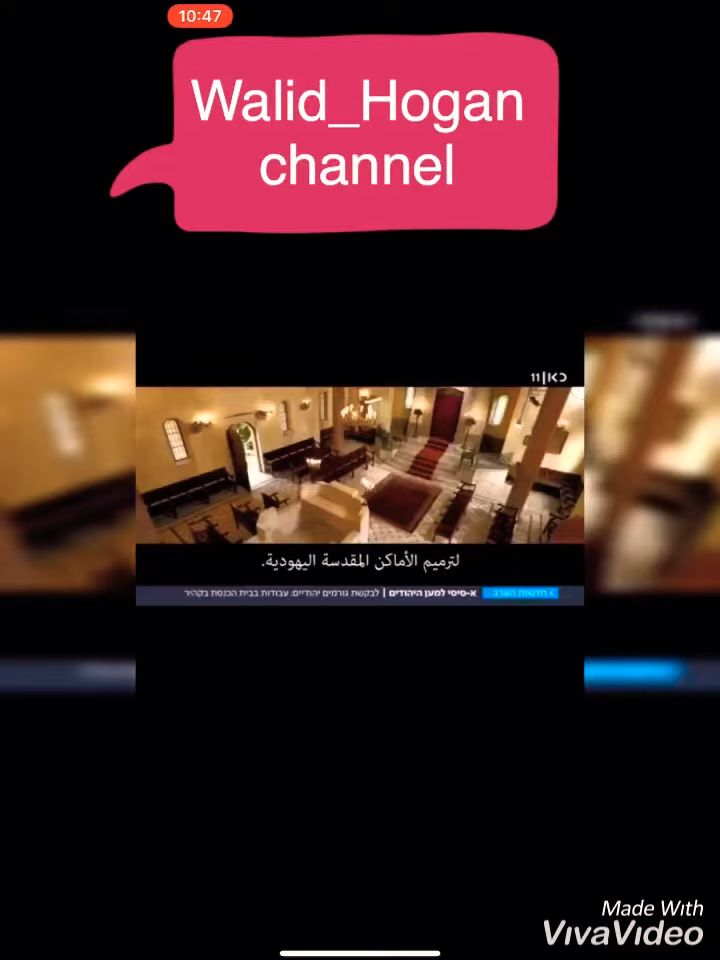 10:47
Walid_Hogan
channel
כאן|11
لترميم الأماكن المقدسة اليهودية.
חדשות הערב
א-סיסי למען היהודים | לבקשת גורמים יהודיים: עבודות בבית הכנסת בקהיר
Made With
VivaVideo